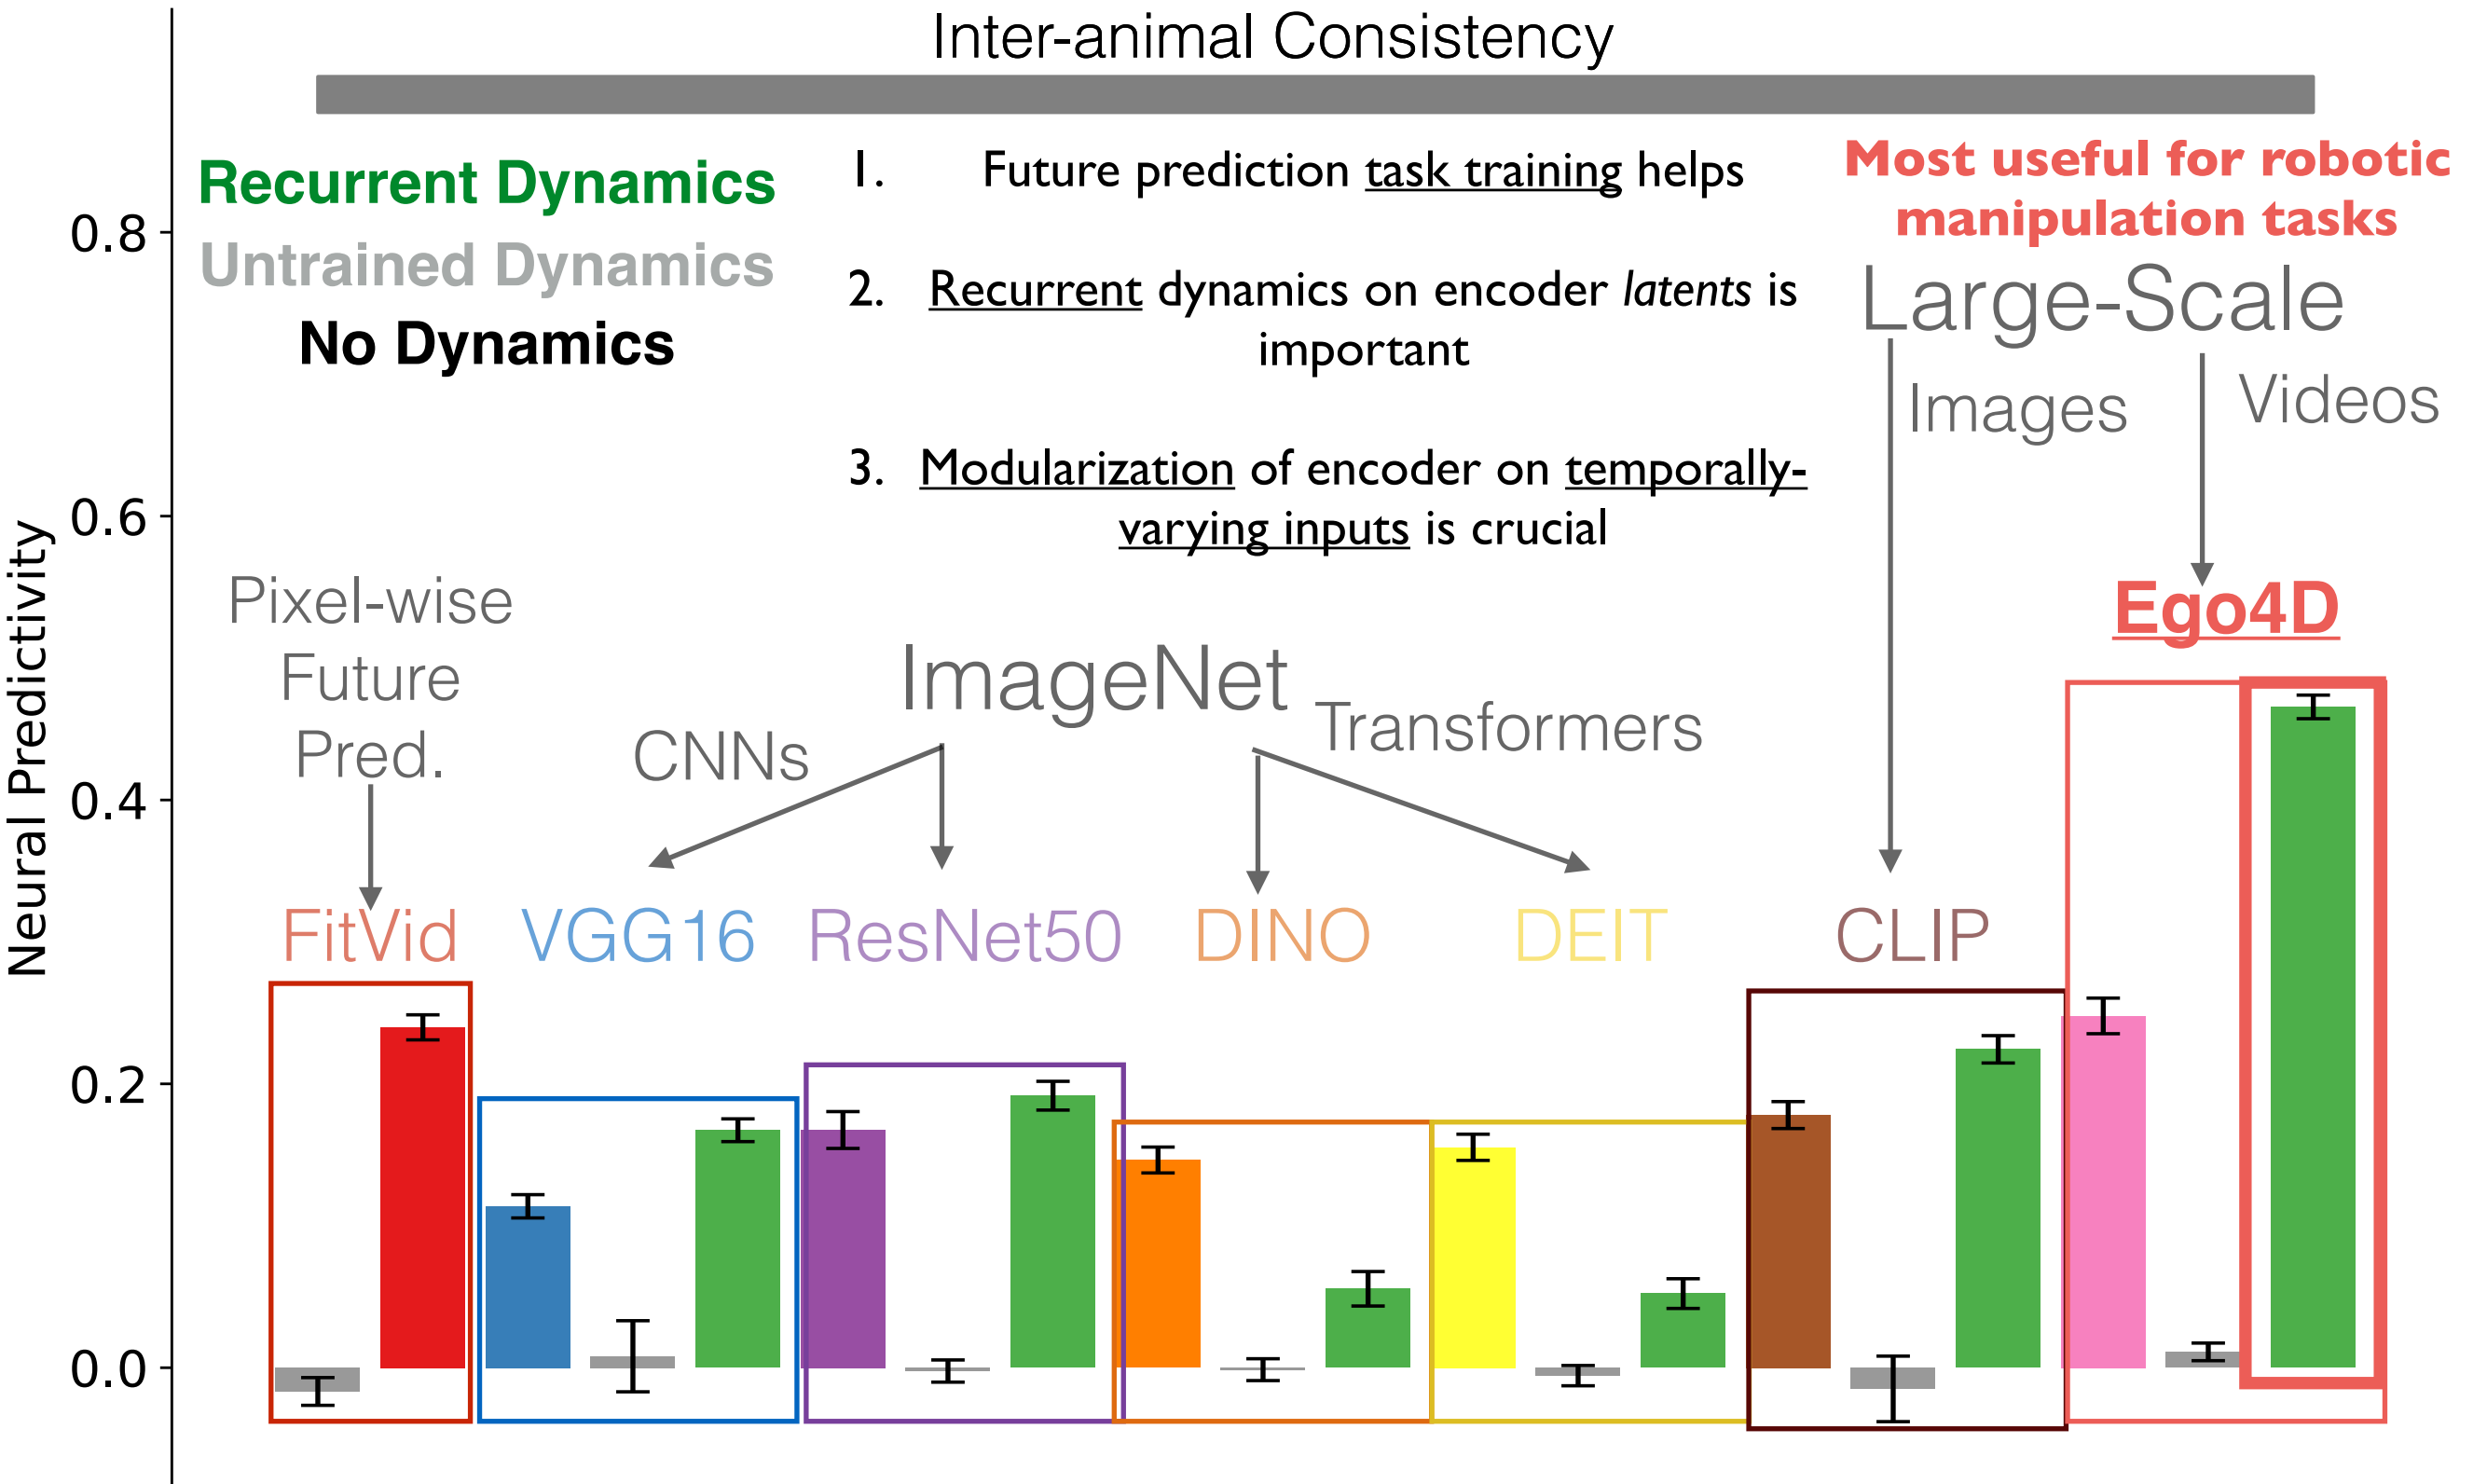 Inter-animal Consistency
Recurrent Dynamics
Untrained Dynamics
No Dynamics
1. Future prediction task training helps
2. Recurrent dynamics on encoder latents is
important
3. Modularization of encoder on temporally-
varying inputs is crucial
Most useful for robotic
manipulation tasks
Large-Scale
Images
Videos
Ego4D
Pixel-wise
Future
Pred.
ImageNet
CNNs
Transformers
FitVid
VGG16
ResNet50
DINO
DEIT
CLIP
Neural Predictivity
0.8
0.6
0.4
0.2
0.0